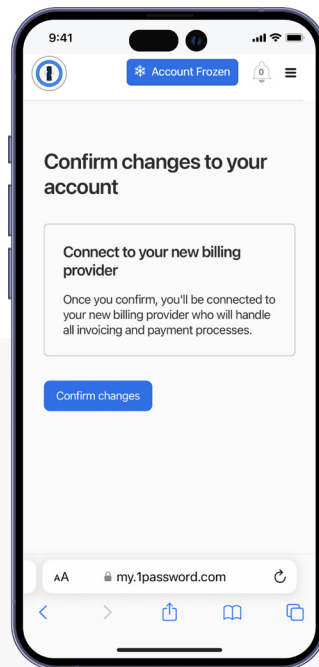 9:41
Account Frozen
0
Confirm changes to your
account
Connect to your new billing
provider
Once you confirm, you'll be connected to
your new billing provider who will handle
all invoicing and payment processes.
Confirm changes
AA
my.1password.com